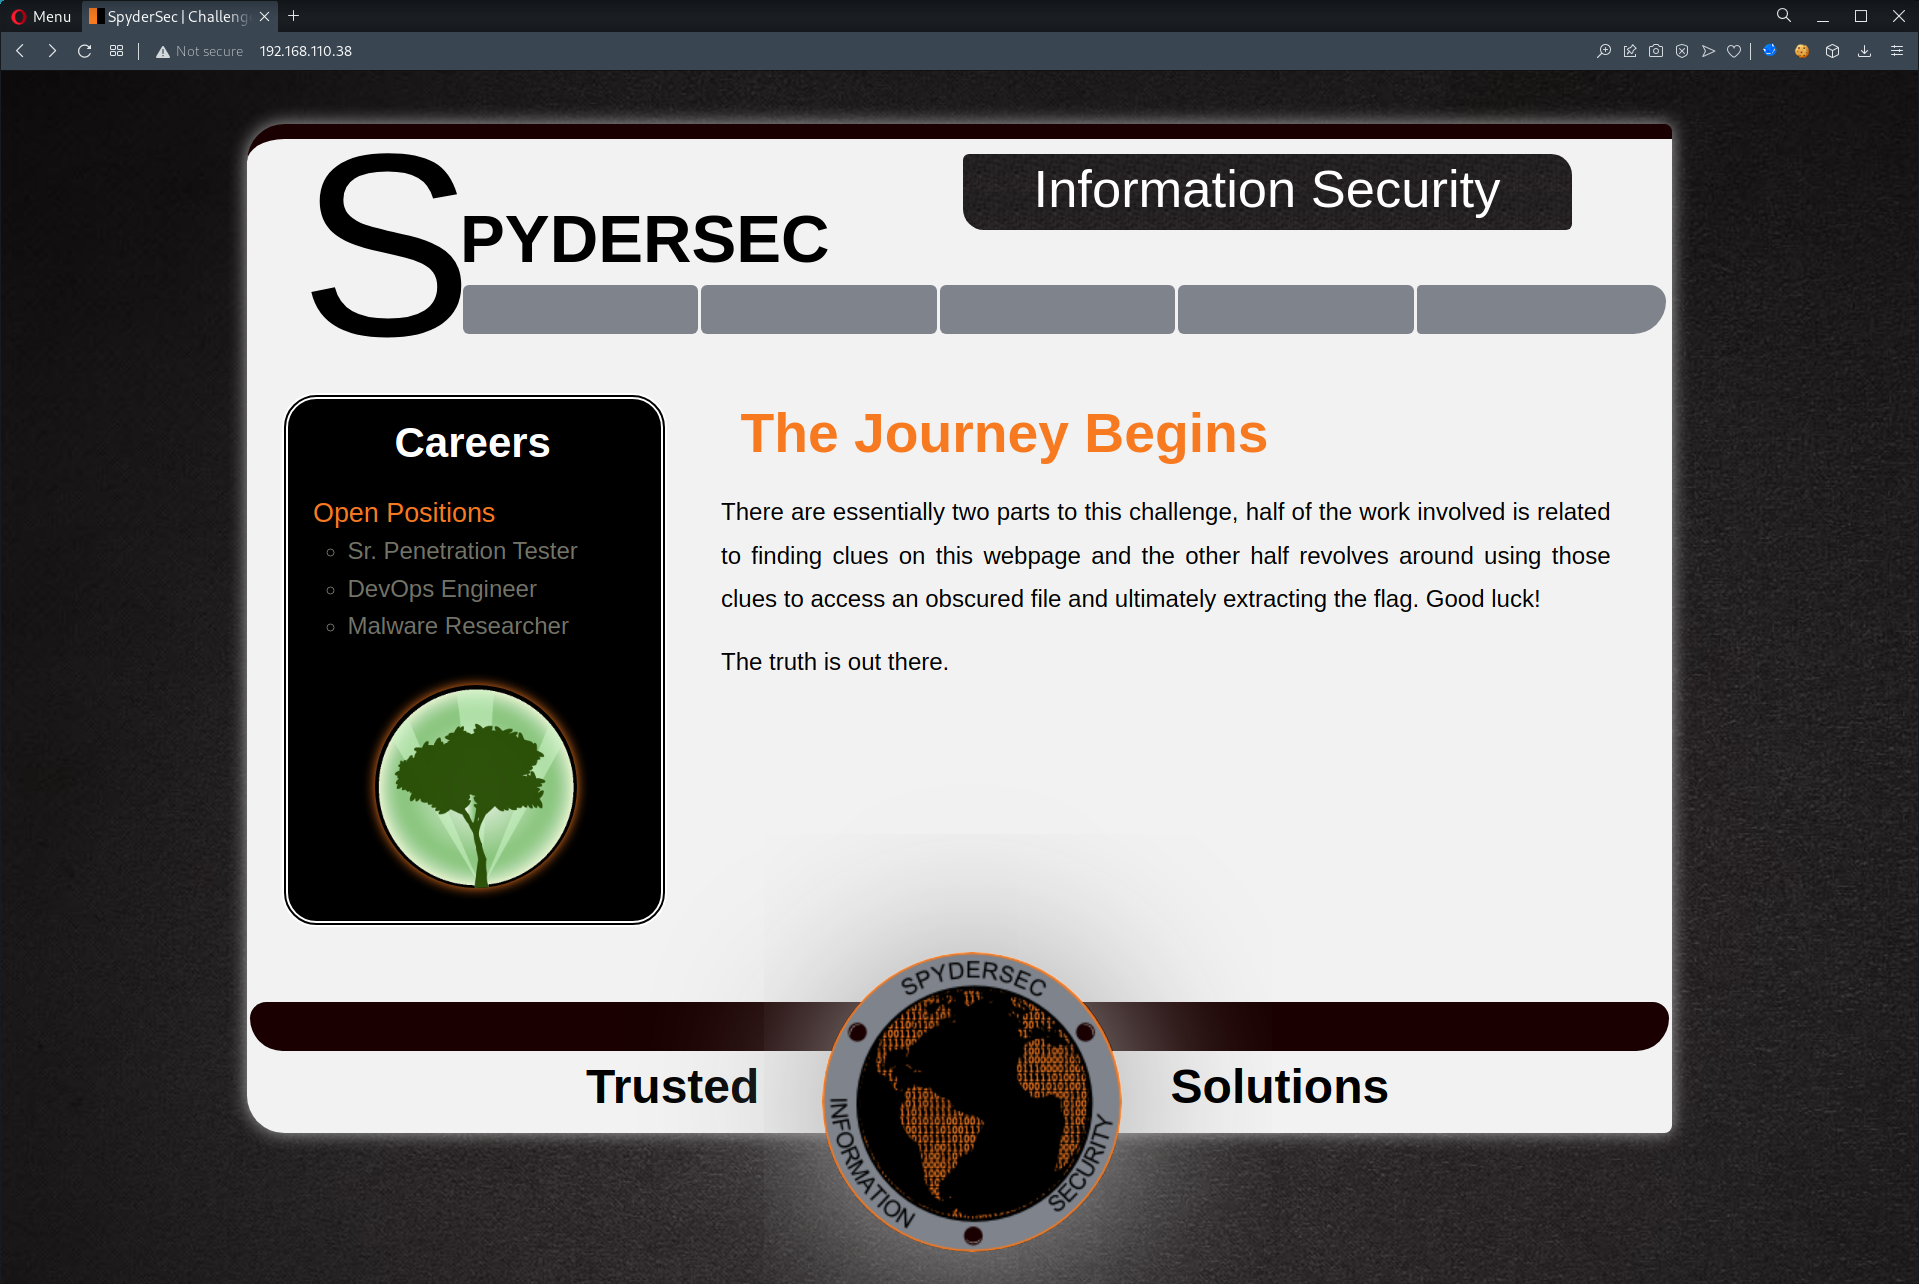 Menu
SpyderSec | Challeng
Not secure 192.168.110.38
SPYDERSEC
Information Security
Careers
Open Positions
Sr. Penetration Tester
DevOps Engineer
Malware Researcher
The Journey Begins
There are essentially two parts to this challenge, half of the work involved is related
to finding clues on this webpage and the other half revolves around using those
clues to access an obscured file and ultimately extracting the flag. Good luck!
The truth is out there.
SPYDERSEC
INFORMATION
SECURITY
Trusted
Solutions